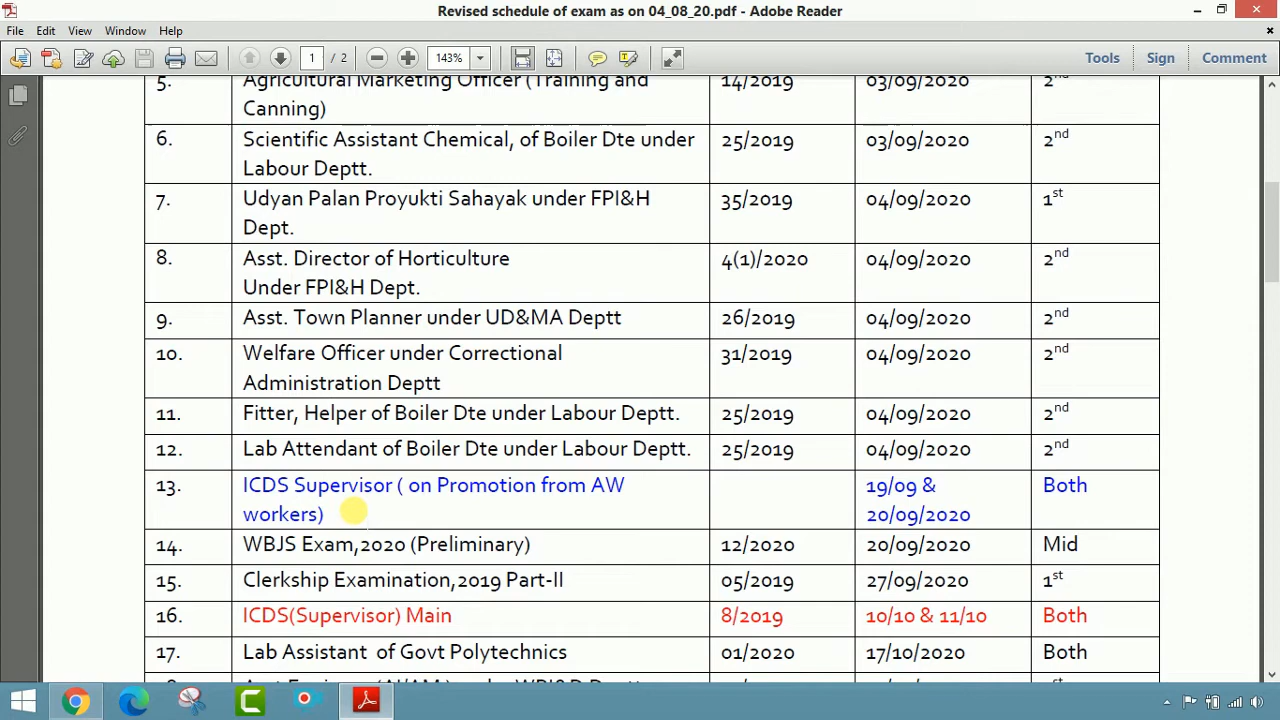 Revised schedule of exam as on 04_08_20.pdf - Adobe Reader
File Edit View Window Help
1 / 2 143% Tools Sign Comment
5. Agricultural Marketing Officer (Training and 14/2019 03/09/2020 2nd
Canning)
6. Scientific Assistant Chemical, of Boiler Dte under 25/2019 03/09/2020 2nd
Labour Deptt.
7. Udyan Palan Proyukti Sahayak under FPI&H 35/2019 04/09/2020 1st
Dept.
8. Asst. Director of Horticulture 4(1)/2020 04/09/2020 2nd
Under FPI&H Dept.
9. Asst. Town Planner under UD&MA Deptt 26/2019 04/09/2020 2nd
10. Welfare Officer under Correctional 31/2019 04/09/2020 2nd
Administration Deptt
11. Fitter, Helper of Boiler Dte under Labour Deptt. 25/2019 04/09/2020 2nd
12. Lab Attendant of Boiler Dte under Labour Deptt. 25/2019 04/09/2020 2nd
13. ICDS Supervisor ( on Promotion from AW 19/09 & Both
workers) 20/09/2020
14. WBJS Exam,2020 (Preliminary) 12/2020 20/09/2020 Mid
15. Clerkship Examination,2019 Part-II 05/2019 27/09/2020 1st
16. ICDS(Supervisor) Main 8/2019 10/10 & 11/10 Both
17. Lab Assistant of Govt Polytechnics 01/2020 17/10/2020 Both